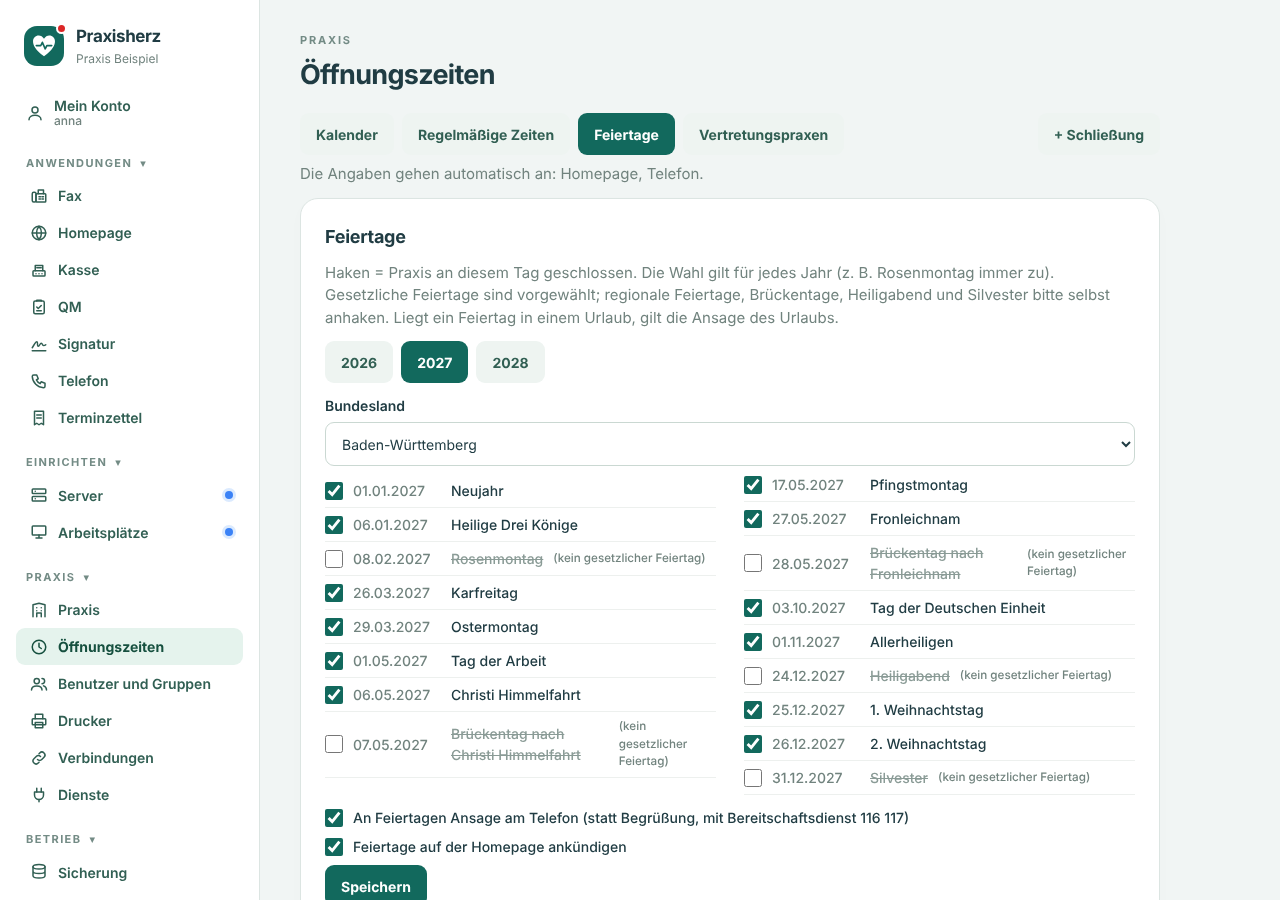 Praxisherz
Praxis Beispiel
Mein Konto
anna
ANWENDUNGEN ▾
Fax
Homepage
Kasse
QM
Signatur
Telefon
Terminzettel
EINRICHTEN ▾
Server
Arbeitsplätze
PRAXIS ▾
Praxis
Öffnungszeiten
Benutzer und Gruppen
Drucker
Verbindungen
Dienste
BETRIEB ▾
Sicherung
PRAXIS
Öffnungszeiten
Kalender Regelmäßige Zeiten Feiertage Vertretungspraxen + Schließung
Die Angaben gehen automatisch an: Homepage, Telefon.
Feiertage
Haken = Praxis an diesem Tag geschlossen. Die Wahl gilt für jedes Jahr (z. B. Rosenmontag immer zu).
Gesetzliche Feiertage sind vorgewählt; regionale Feiertage, Brückentage, Heiligabend und Silvester bitte selbst
anhaken. Liegt ein Feiertag in einem Urlaub, gilt die Ansage des Urlaubs.
2026 2027 2028
Bundesland
Baden-Württemberg
01.01.2027 Neujahr
06.01.2027 Heilige Drei Könige
08.02.2027 Rosenmontag (kein gesetzlicher Feiertag)
26.03.2027 Karfreitag
29.03.2027 Ostermontag
01.05.2027 Tag der Arbeit
06.05.2027 Christi Himmelfahrt
07.05.2027 Brückentag nach
Christi Himmelfahrt
(kein
gesetzlicher
Feiertag)
17.05.2027 Pfingstmontag
27.05.2027 Fronleichnam
28.05.2027 Brückentag nach
Fronleichnam
(kein gesetzlicher
Feiertag)
03.10.2027 Tag der Deutschen Einheit
01.11.2027 Allerheiligen
24.12.2027 Heiligabend (kein gesetzlicher Feiertag)
25.12.2027 1. Weihnachtstag
26.12.2027 2. Weihnachtstag
31.12.2027 Silvester (kein gesetzlicher Feiertag)
An Feiertagen Ansage am Telefon (statt Begrüßung, mit Bereitschaftsdienst 116 117)
Feiertage auf der Homepage ankündigen
Speichern